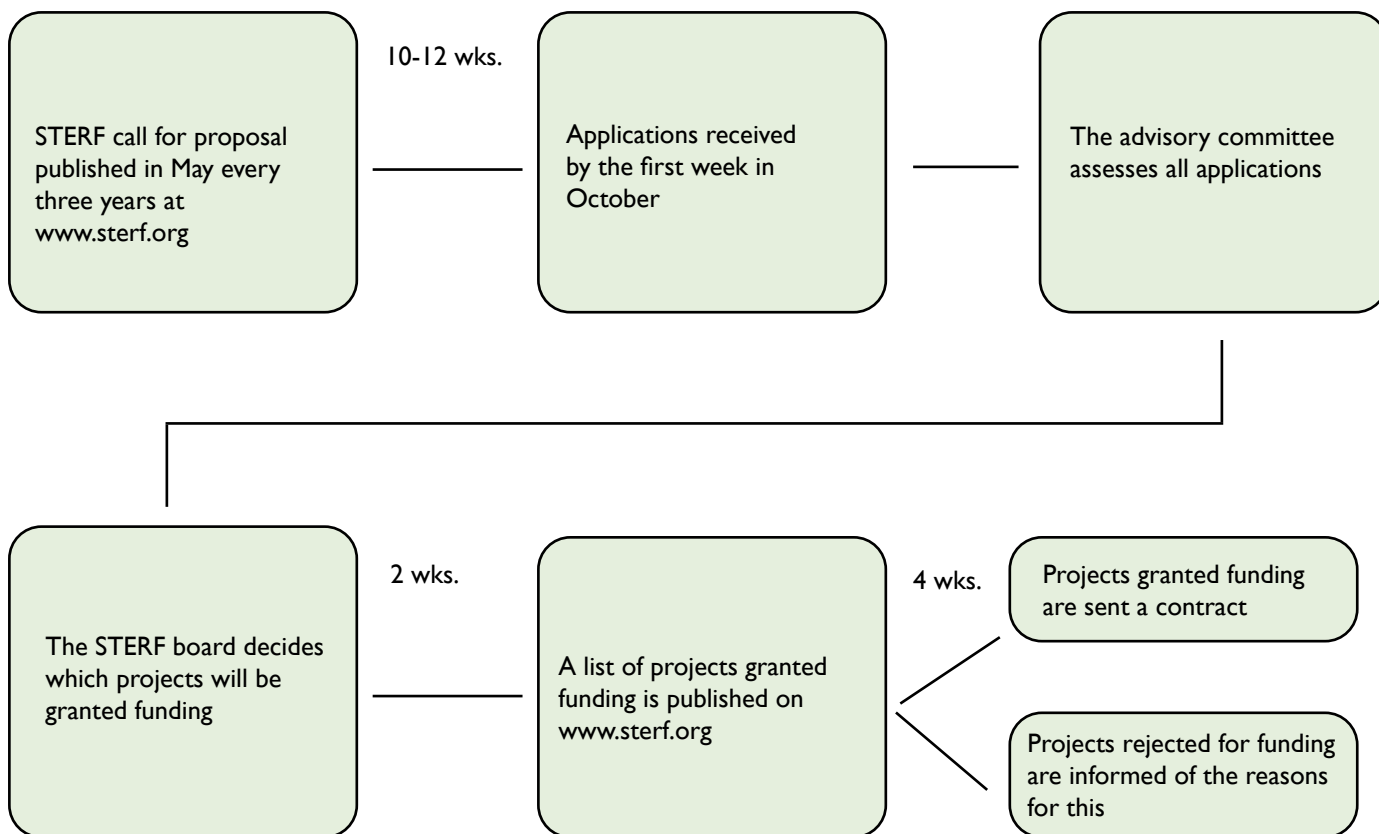 STERF call for proposal
published in May every
three years at
www.sterf.org
10-12 wks.
Applications received
by the first week in
October
The advisory committee
assesses all applications
The STERF board decides
which projects will be
granted funding
2 wks.
A list of projects granted
funding is published on
www.sterf.org
4 wks.
Projects granted funding
are sent a contract
Projects rejected for funding
are informed of the reasons
for this